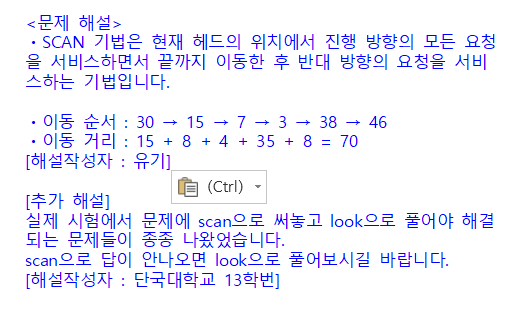 <문제 해설>
・SCAN 기법은 현재 헤드의 위치에서 진행 방향의 모든 요청
을 서비스하면서 끝까지 이동한 후 반대 방향의 요청을 서비
스하는 기법입니다.
・이동 순서 : 30 → 15 → 7 → 3 → 38 → 46
・이동 거리 : 15 + 8 + 4 + 35 + 8 = 70
[해설작성자 : 유기]
(Ctrl)
[추가 해설]
실제 시험에서 문제에 scan으로 써놓고 look으로 풀어야 해결
되는 문제들이 종종 나왔었습니다.
scan으로 답이 안나오면 look으로 풀어보시길 바랍니다.
[해설작성자 : 단국대학교 13학번]